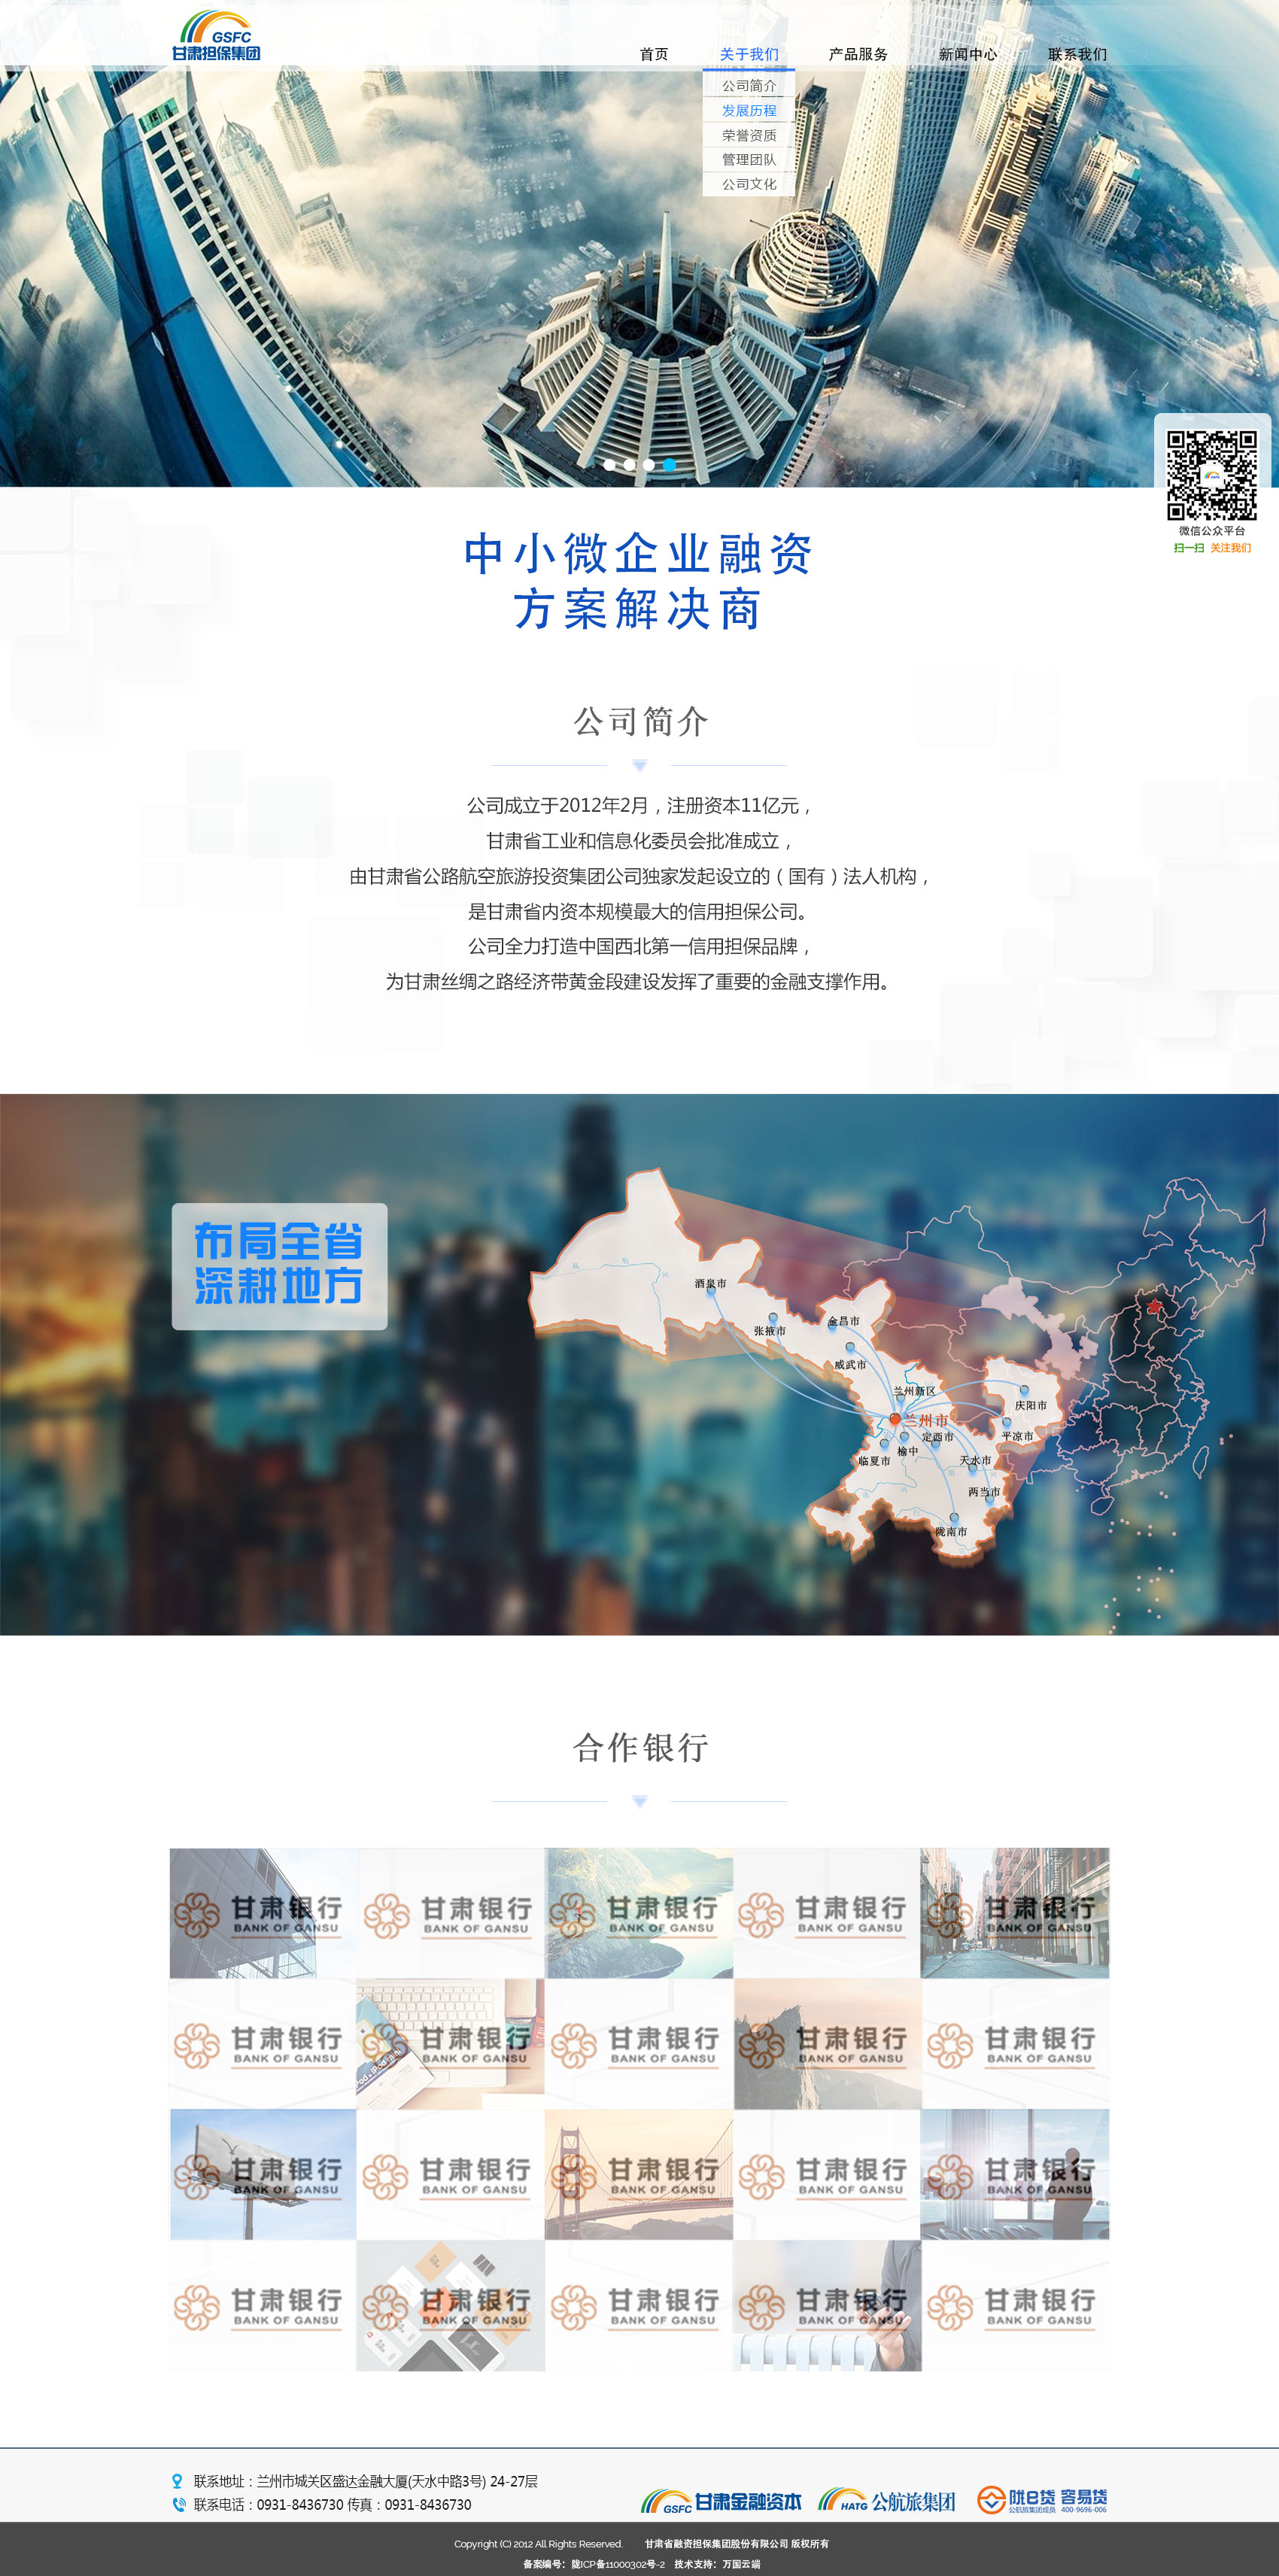 GSFC
甘肃担保集团
首页 关于我们 产品服务 新闻中心 联系我们
公司简介
发展历程
荣誉资质
管理团队
公司文化
微信公众平台
扫一扫 关注我们
中小微企业融资
方案解决商
公司简介
公司成立于2012年2月，注册资本11亿元，
甘肃省工业和信息化委员会批准成立，
由甘肃省公路航空旅游投资集团公司独家发起设立的（国有）法人机构，
是甘肃省内资本规模最大的信用担保公司。
公司全力打造中国西北第一信用担保品牌，
为甘肃丝绸之路经济带黄金段建设发挥了重要的金融支撑作用。
布局全省
深耕地方
酒泉市
张掖市
金昌市
威武市
兰州新区
庆阳市
兰州市
定西市
平凉市
榆中
临夏市
天水市
两当市
陇南市
合作银行
甘肃银行 甘肃银行 甘肃银行 甘肃银行 甘肃银行
BANK OF GANSU BANK OF GANSU BANK OF GANSU BANK OF GANSU BANK OF GANSU
甘肃银行 甘肃银行 甘肃银行 甘肃银行 甘肃银行
BANK OF GANSU BANK OF GANSU BANK OF GANSU BANK OF GANSU BANK OF GANSU
甘肃银行 甘肃银行 甘肃银行 甘肃银行 甘肃银行
BANK OF GANSU BANK OF GANSU BANK OF GANSU BANK OF GANSU BANK OF GANSU
甘肃银行 甘肃银行 甘肃银行 甘肃银行 甘肃银行
BANK OF GANSU BANK OF GANSU BANK OF GANSU BANK OF GANSU BANK OF GANSU
联系地址：兰州市城关区盛达金融大厦(天水中路3号) 24-27层
联系电话：0931-8436730 传真：0931-8436730
GSFC 甘肃金融资本
HATG 公航旅集团
陇e贷 容易贷
公航旅集团成员 400-9696-006
Copyright (C) 2012 All Rights Reserved. 甘肃省融资担保集团股份有限公司 版权所有
备案编号：陇ICP备11000302号-2 技术支持：万国云端